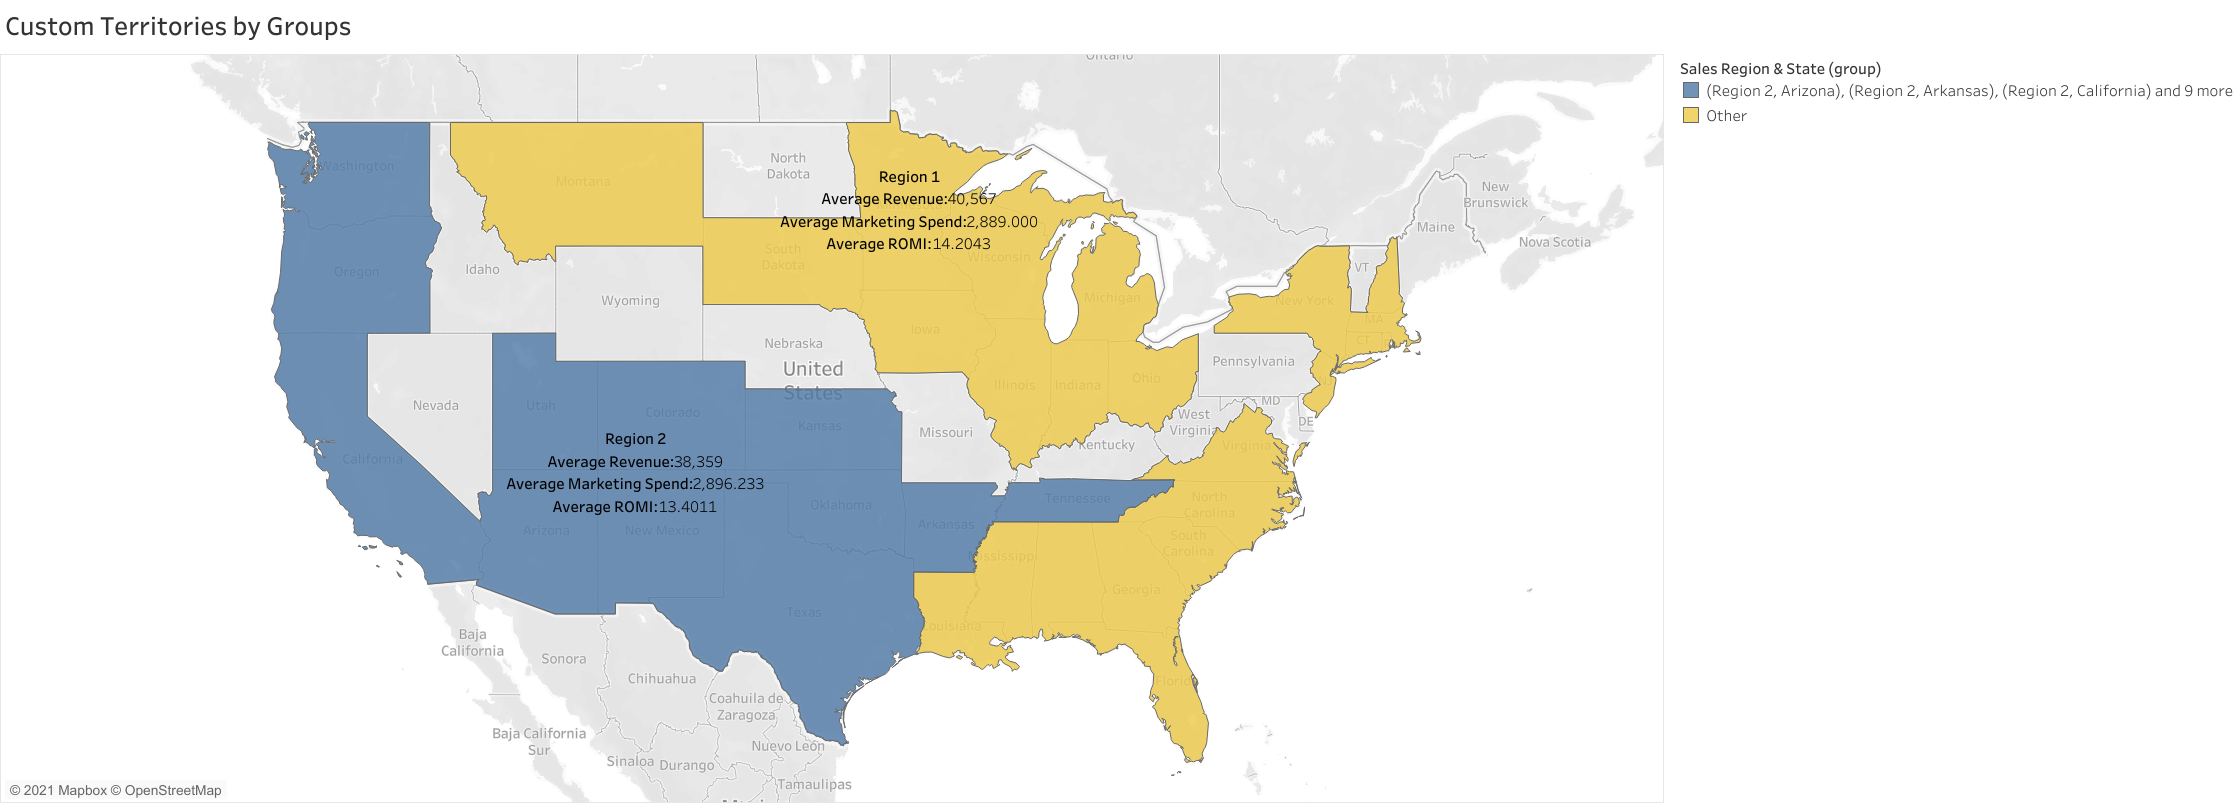 Custom Territories by Groups
Sales Region & State (group)
(Region 2, Arizona), (Region 2, Arkansas), (Region 2, California) and 9 more
Other
Ontario
Washington
Montana
North
Dakota
Region 1
Average Revenue:40,567
Average Marketing Spend:2,889.000
Average ROMI:14.2043
New
Brunswick
Maine
Nova Scotia
Oregon
Idaho
South
Dakota
Wisconsin
VT
Wyoming
Michigan
New York
MA
Iowa
CT
Nebraska
Pennsylvania
United
States
Illinois
Indiana
Ohio
Nevada
Utah
Colorado
Kansas
Missouri
West
Virginia
MD
DE
Kentucky
Virginia
California
Region 2
Average Revenue:38,359
Average Marketing Spend:2,896.233
Average ROMI:13.4011
Tennessee
North
Carolina
Oklahoma
Arkansas
Arizona
New Mexico
Mississippi
South
Carolina
Georgia
Texas
Louisiana
Florida
Baja
California
Sonora
Chihuahua
Coahuila de
Zaragoza
Baja California
Sur
Nuevo León
Sinaloa
Durango
Tamaulipas
© 2021 Mapbox © OpenStreetMap